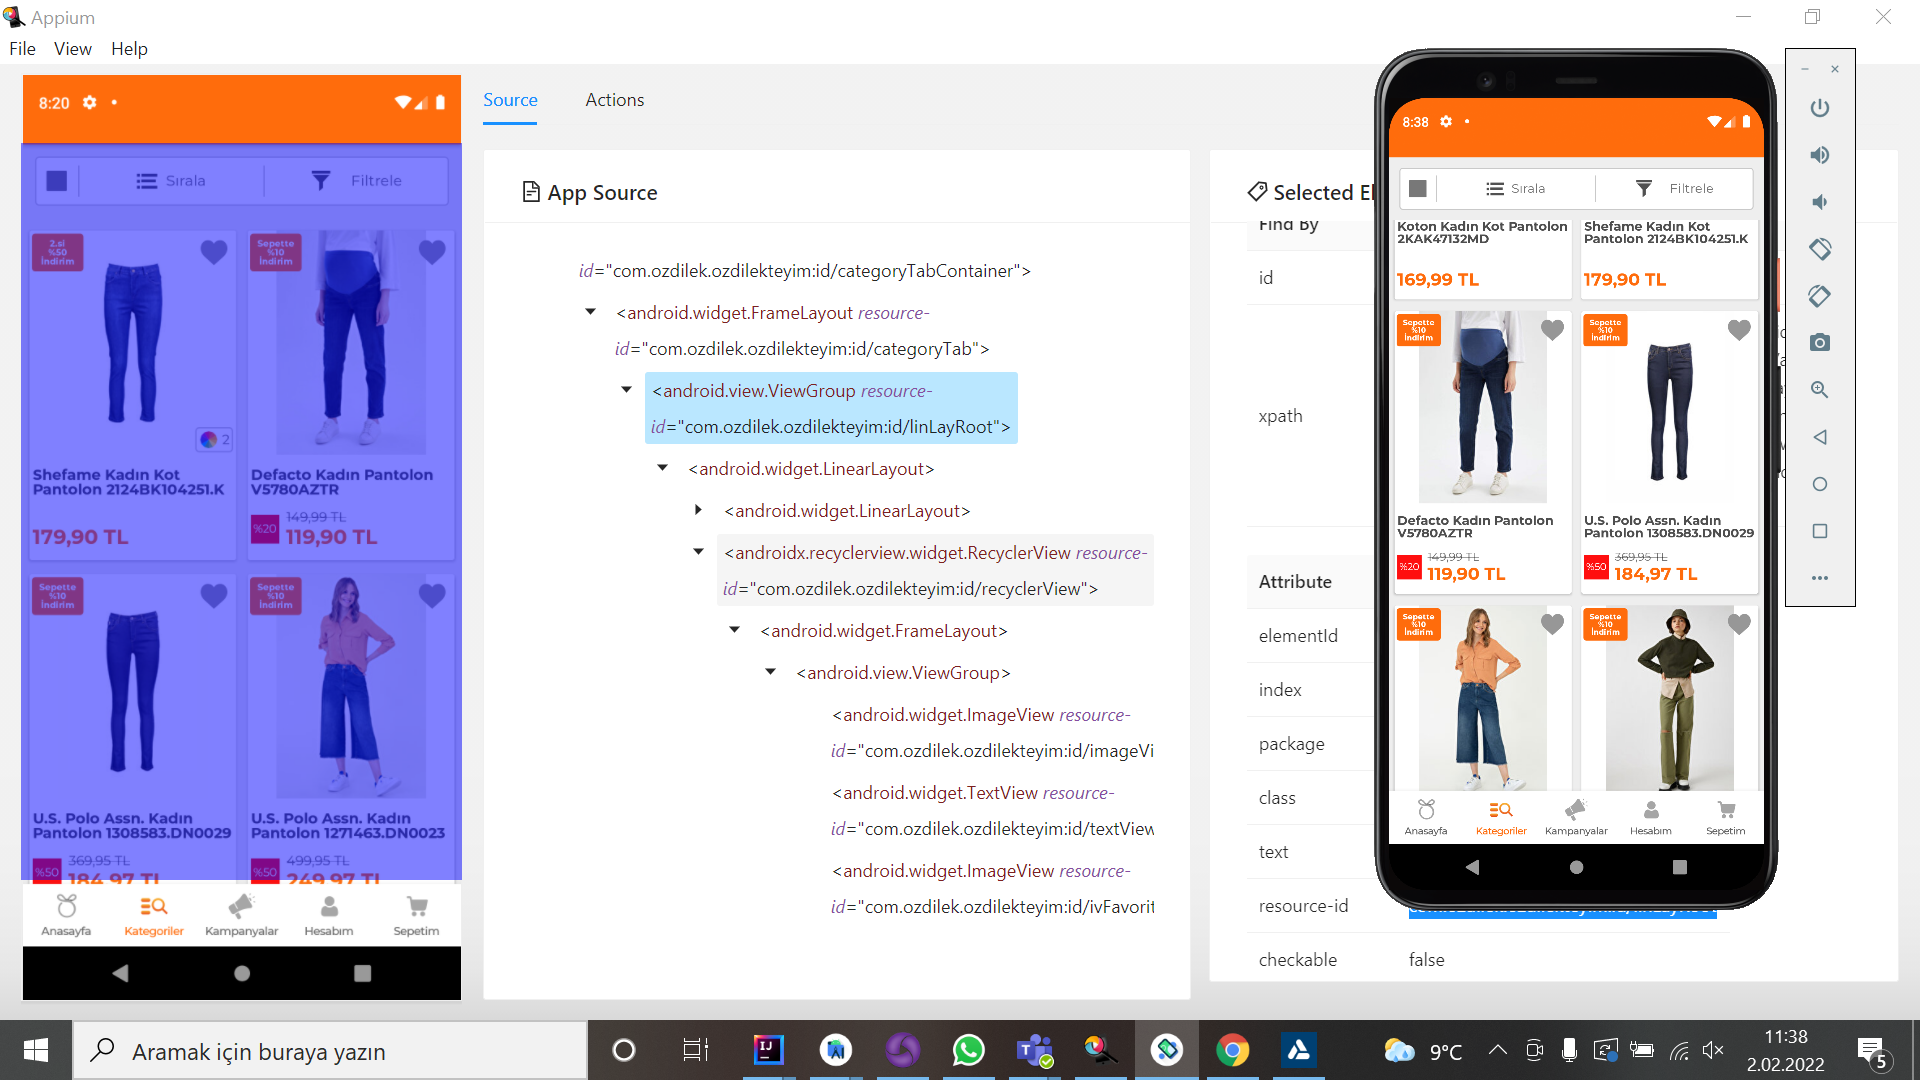 Appium
File View Help
8:20
Sırala
Filtrele
2.si
%50
İndirim
Sepette
%10
İndirim
2
Shefame Kadın Kot
Pantolon 2124BK104251.K
179,90 TL
Defacto Kadın Pantolon
V5780AZTR
%20
149,99 TL
119,90 TL
Sepette
%10
İndirim
Sepette
%10
İndirim
U.S. Polo Assn. Kadın
Pantolon 1308583.DN0029
%50
369,95 TL
184,97 TL
U.S. Polo Assn. Kadın
Pantolon 1271463.DN0023
%50
499,95 TL
249,97 TL
Anasayfa
Kategoriler
Kampanyalar
Hesabım
Sepetim
Source
Actions
App Source
id="com.ozdilek.ozdilekteyim:id/categoryTabContainer">
<android.widget.FrameLayout resource-
id="com.ozdilek.ozdilekteyim:id/categoryTab">
<android.view.ViewGroup resource-
id="com.ozdilek.ozdilekteyim:id/linLayRoot">
<android.widget.LinearLayout>
<android.widget.LinearLayout>
<androidx.recyclerview.widget.RecyclerView resource-
id="com.ozdilek.ozdilekteyim:id/recyclerView">
<android.widget.FrameLayout>
<android.view.ViewGroup>
<android.widget.ImageView resource-
id="com.ozdilek.ozdilekteyim:id/imageVi
<android.widget.TextView resource-
id="com.ozdilek.ozdilekteyim:id/textView
<android.widget.ImageView resource-
id="com.ozdilek.ozdilekteyim:id/ivFavorit
Selected El
Find By
id
xpath
Attribute
elementId
index
package
class
text
resource-id
checkable
false
8:38
Sırala
Filtrele
Koton Kadın Kot Pantolon
2KAK47132MD
169,99 TL
Shefame Kadın Kot
Pantolon 2124BK104251.K
179,90 TL
Sepette
%10
İndirim
Sepette
%10
İndirim
Defacto Kadın Pantolon
V5780AZTR
%20
149,99 TL
119,90 TL
U.S. Polo Assn. Kadın
Pantolon 1308583.DN0029
%50
369,95 TL
184,97 TL
Sepette
%10
İndirim
Sepette
%10
İndirim
Anasayfa
Kategoriler
Kampanyalar
Hesabım
Sepetim
Aramak için buraya yazın
9°C
11:38
2.02.2022
5